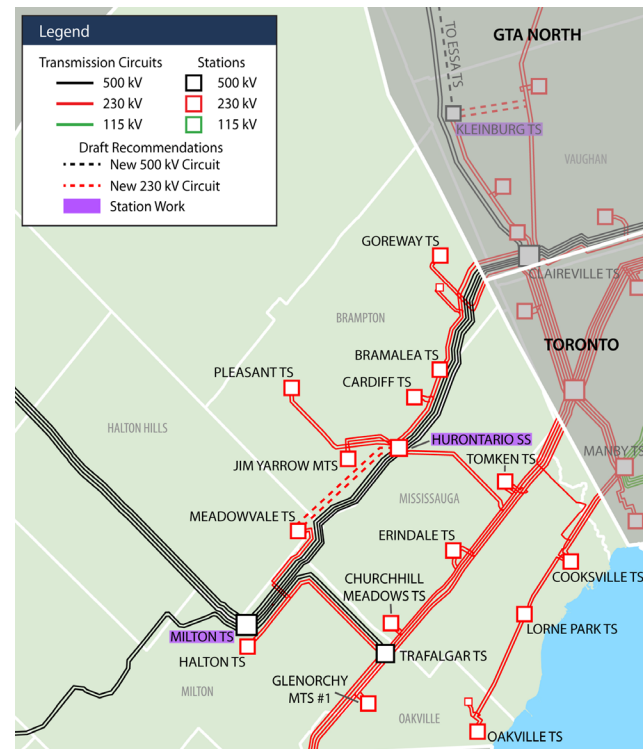 Legend
Transmission Circuits
Stations
500 kV
500 kV
230 kV
230 kV
115 kV
115 kV
Draft Recommendations
New 500 kV Circuit
New 230 kV Circuit
Station Work
TO ESSA TS
GTA NORTH
KLEINBURG TS
VAUGHAN
GOREWAY TS
CLAIREVILLE TS
BRAMPTON
TORONTO
BRAMALEA TS
PLEASANT TS
CARDIFF TS
HALTON HILLS
HURONTARIO SS
MANBY TS
JIM YARROW MTS
TOMKEN TS
MISSISSAUGA
MEADOWVALE TS
ERINDALE TS
COOKSVILLE TS
CHURCHHILL
MEADOWS TS
LORNE PARK TS
MILTON TS
HALTON TS
TRAFALGAR TS
GLENORCHY
MTS #1
MILTON
OAKVILLE
OAKVILLE TS